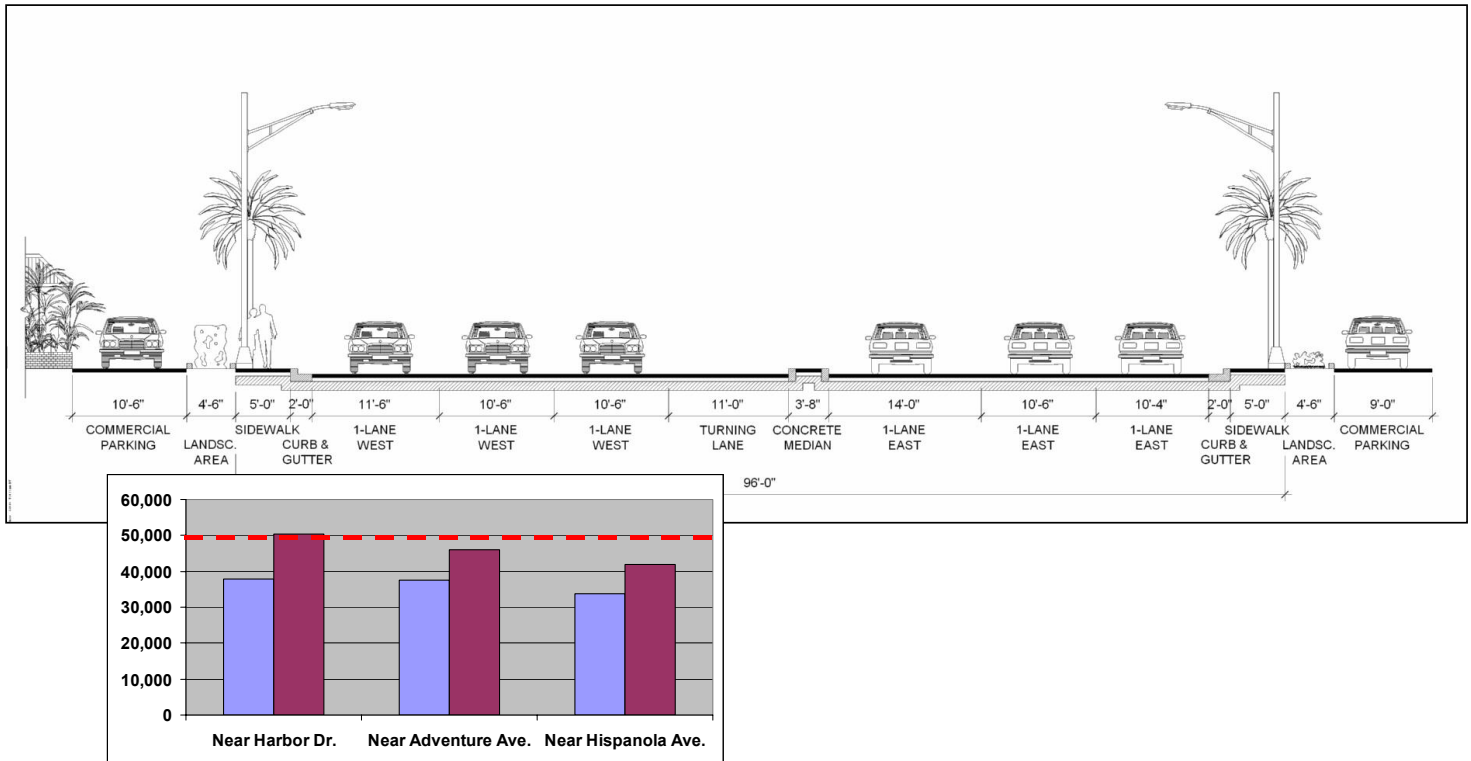 10'-6" 4'-6" 5'-0" 2'-0" 11'-6" 10'-6" 10'-6" 11'-0" 3'-8" 14'-0" 10'-6" 10'-4" 2'-0" 5'-0" 4'-6" 9'-0"
COMMERCIAL
PARKING
LANDSC.
AREA
SIDEWALK
CURB &
GUTTER
1-LANE
WEST
1-LANE
WEST
1-LANE
WEST
TURNING
LANE
CONCRETE
MEDIAN
1-LANE
EAST
1-LANE
EAST
1-LANE
EAST
CURB &
GUTTER
SIDEWALK
LANDSC.
AREA
COMMERCIAL
PARKING
96'-0"
60,000
50,000
40,000
30,000
20,000
10,000
0
Near Harbor Dr. Near Adventure Ave. Near Hispanola Ave.